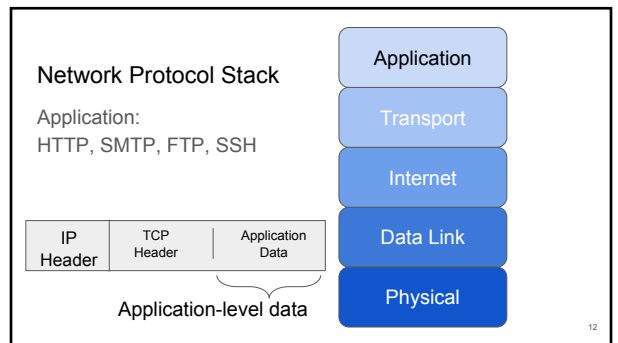 Network Protocol Stack
Application:
HTTP, SMTP, FTP, SSH
IP
Header
TCP
Header
Application
Data
Application-level data
Application
Transport
Internet
Data Link
Physical
12